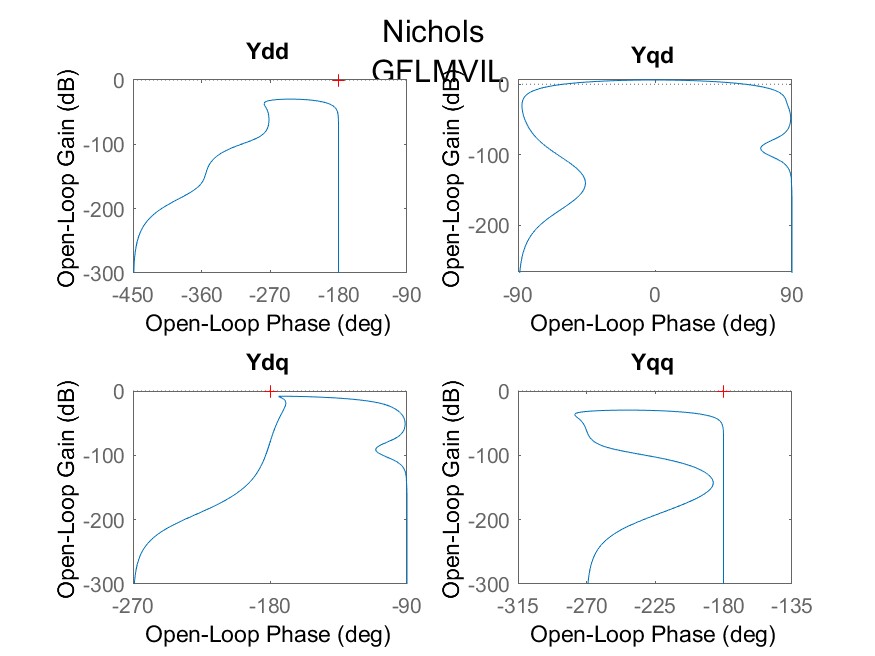 Nichols
GFLMVIL
Ydd
Yqd
Open-Loop Gain (dB)
0
-100
-200
-300
-450 -360 -270 -180 -90
Open-Loop Phase (deg)
Open-Loop Gain (dB)
0
-100
-200
-90 0 90
Open-Loop Phase (deg)
Ydq
Yqq
Open-Loop Gain (dB)
0
-100
-200
-300
-270 -180 -90
Open-Loop Phase (deg)
Open-Loop Gain (dB)
0
-100
-200
-300
-315 -270 -225 -180 -135
Open-Loop Phase (deg)